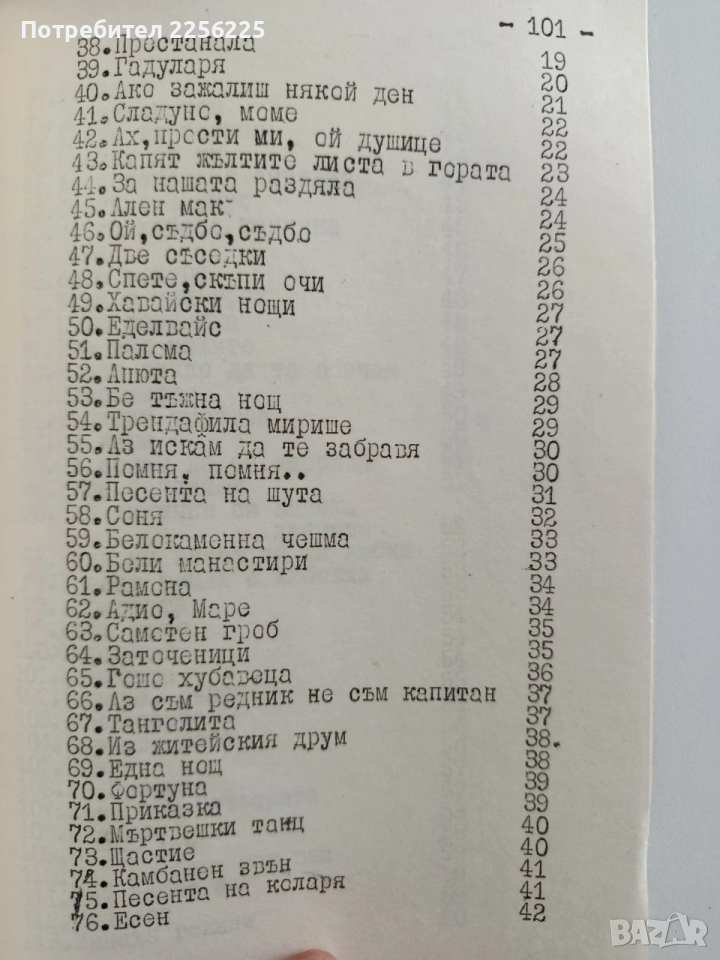 Потребител 2256225
- 101 -
38.Престанала 19
39.Гадуларя 20
40.Ако зажалиш някой ден 21
41.Сладуно, моме 22
42.Ах,прости ми, ой душице 22
43.Капят жълтите листа в гората 23
44.За нашата раздяла 24
45.Ален мак 24
46.Ой,съдбо,съдбо 25
47.Две съседки 26
48.Спете,скъпи очи 26
49.Хавайски нощи 27
50.Еделвайс 27
51.Палома 27
52.Анюта 28
53.Бе тъжна нощ 29
54.Трендафила мирише 29
55.Аз искам да те забравя 30
56.Помня, помня.. 30
57.Песента на шута 31
58.Соня 32
59.Белокаменна чешма 33
60.Бели манастири 33
61.Рамона 34
62.Адио, Маре 34
63.Самотен гроб 35
64.Заточеници 35
65.Гошо хубавеца 36
66.Аз съм редник не съм капитан 37
67.Танголита 37
68.Из житейския друм 38.
69.Една нощ 38
70.Фортуна 39
71.Приказка 39
72.Мъртвешки танц 40
73.Щастие 40
74.Камбанен звън 41
75.Песента на коларя 41
76.Есен 42
BAZAR